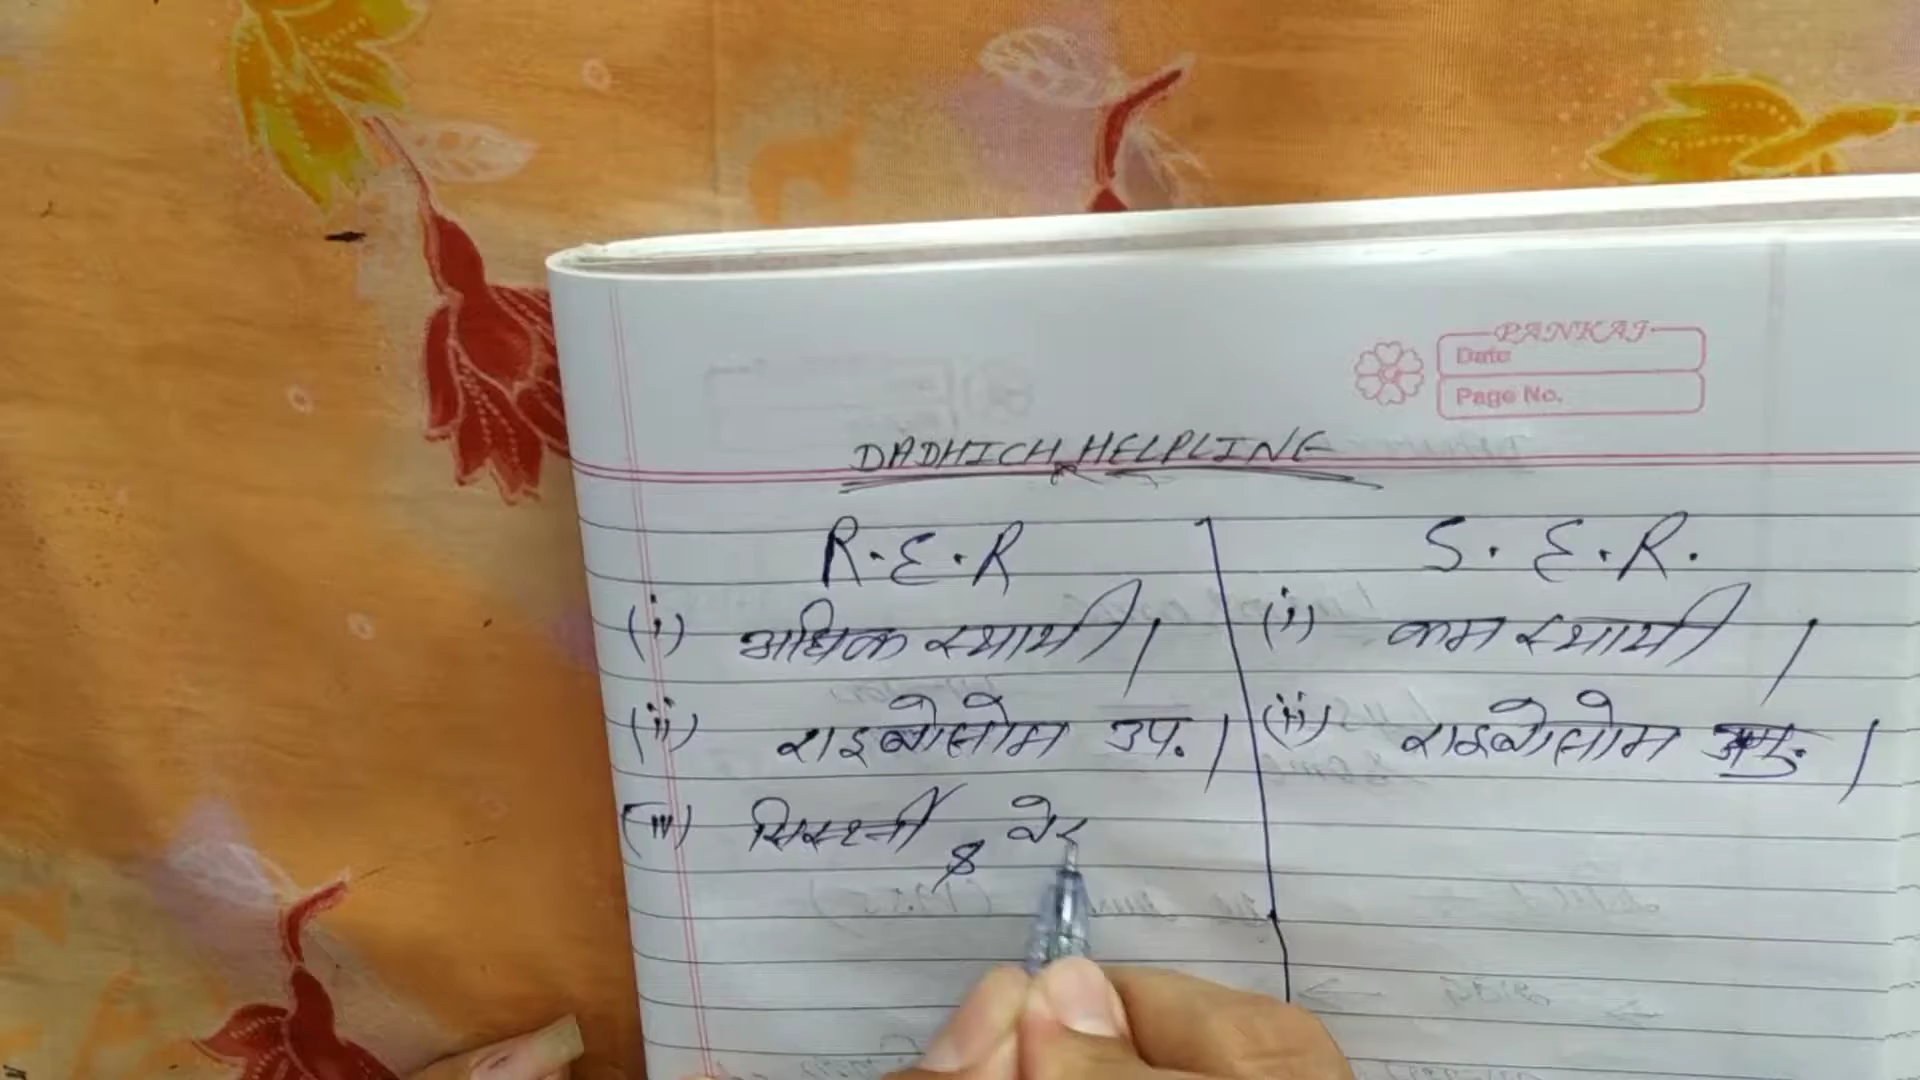 PANKAJ
Date
Page No.
DADHICH HELPLINE
R.E.R
S.E.R.
(i) अधिक स्थायी।
(i) कम स्थायी।
(ii) राइबोसोम उप.।
(ii) राइबोसोम अनु.।
(iii) सिस्टर्नी &